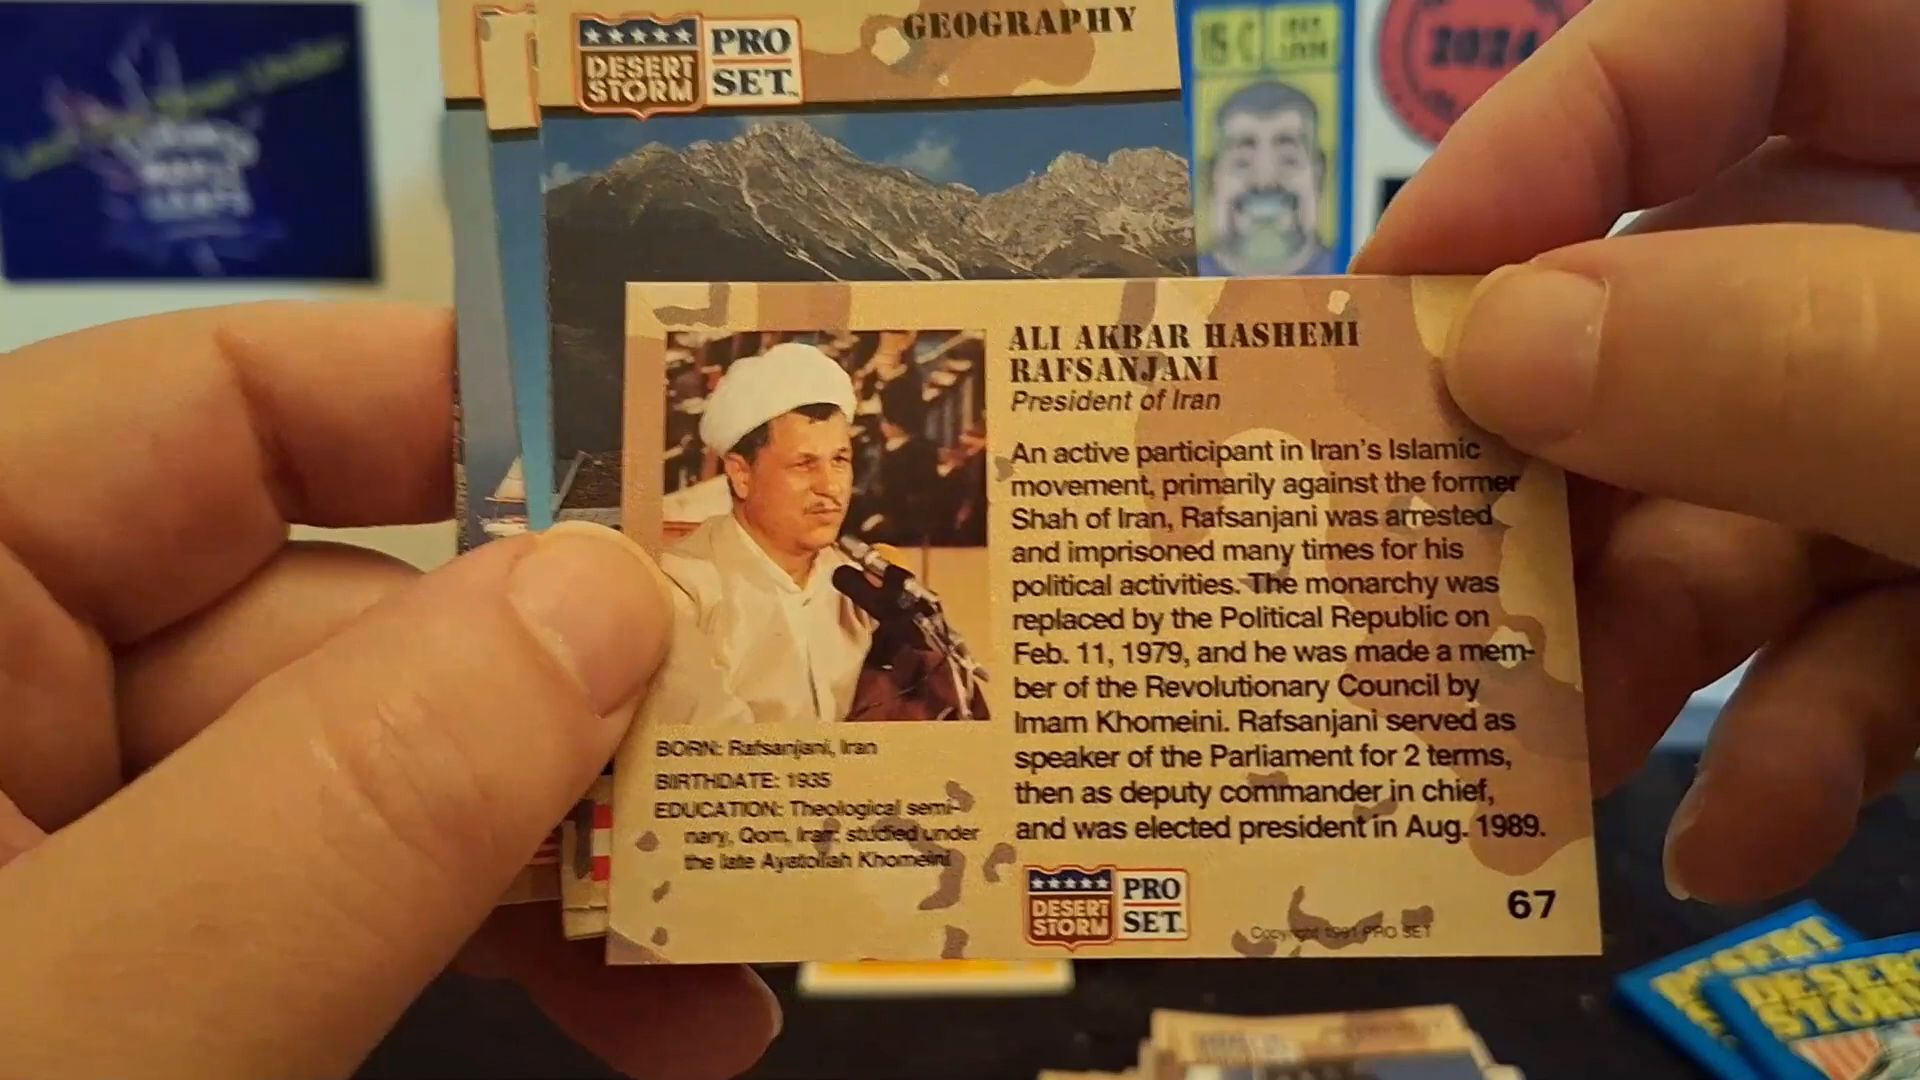 GEOGRAPHY
DESERT
STORM
PRO
SET
15¢
2024
ALI AKBAR HASHEMI
RAFSANJANI
President of Iran
An active participant in Iran's Islamic
movement, primarily against the former
Shah of Iran, Rafsanjani was arrested
and imprisoned many times for his
political activities. The monarchy was
replaced by the Political Republic on
Feb. 11, 1979, and he was made a mem-
ber of the Revolutionary Council by
Imam Khomeini. Rafsanjani served as
speaker of the Parliament for 2 terms,
then as deputy commander in chief,
and was elected president in Aug. 1989.
BORN: Rafsanjani, Iran
BIRTHDATE: 1935
EDUCATION: Theological semi-
nary, Qom, Iran; studied under
the late Ayatollah Khomeini
DESERT
STORM
PRO
SET
67
Copyright 1991 PRO SET
DESERT
STORM